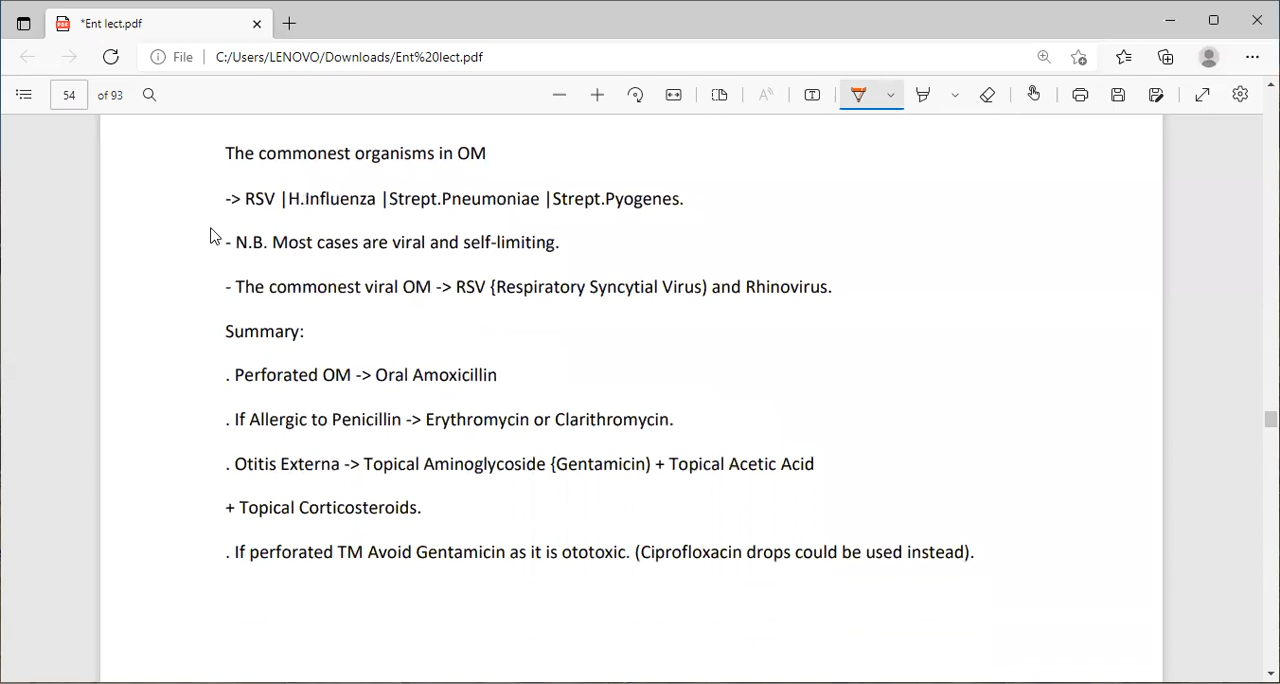 *Ent lect.pdf
File
C:/Users/LENOVO/Downloads/Ent%20lect.pdf
54 of 93
The commonest organisms in OM
-> RSV |H.Influenza |Strept.Pneumoniae |Strept.Pyogenes.
- N.B. Most cases are viral and self-limiting.
- The commonest viral OM -> RSV {Respiratory Syncytial Virus) and Rhinovirus.
Summary:
. Perforated OM -> Oral Amoxicillin
. If Allergic to Penicillin -> Erythromycin or Clarithromycin.
. Otitis Externa -> Topical Aminoglycoside {Gentamicin) + Topical Acetic Acid
+ Topical Corticosteroids.
. If perforated TM Avoid Gentamicin as it is ototoxic. (Ciprofloxacin drops could be used instead).